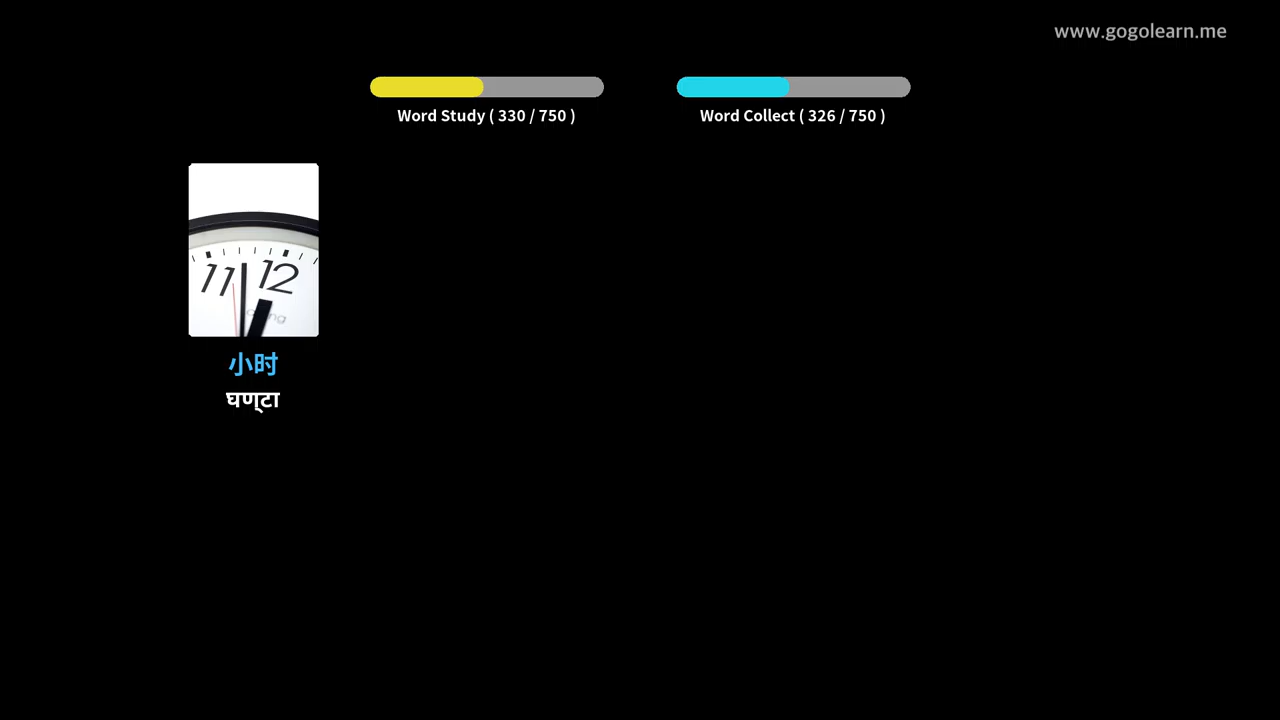 www.gogolearn.me
Word Study ( 330 / 750 )
Word Collect ( 326 / 750 )
11 12
小时
घण्टा